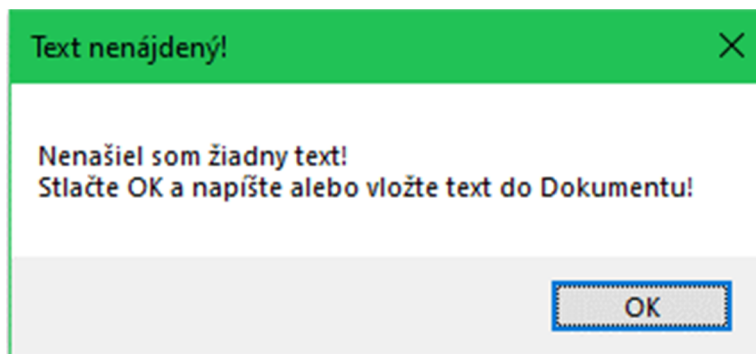 Text nenájdený!
Nenašiel som žiadny text!
Stlačte OK a napíšte alebo vložte text do Dokumentu!
OK